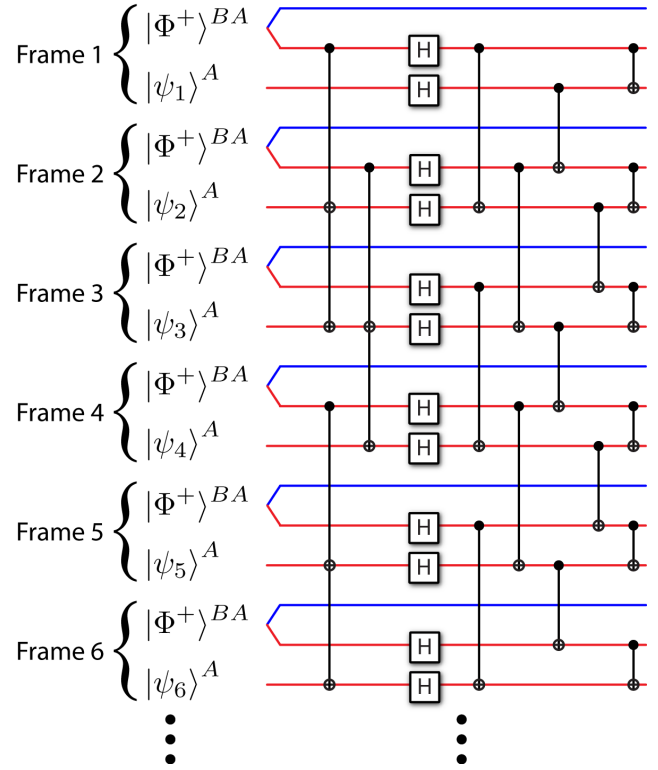 Frame 1 { |Φ⁺⟩ᴮᴬ
|ψ₁⟩ᴬ
H
H
Frame 2 { |Φ⁺⟩ᴮᴬ
|ψ₂⟩ᴬ
H
H
Frame 3 { |Φ⁺⟩ᴮᴬ
|ψ₃⟩ᴬ
H
H
Frame 4 { |Φ⁺⟩ᴮᴬ
|ψ₄⟩ᴬ
H
H
Frame 5 { |Φ⁺⟩ᴮᴬ
|ψ₅⟩ᴬ
H
H
Frame 6 { |Φ⁺⟩ᴮᴬ
|ψ₆⟩ᴬ
H
H